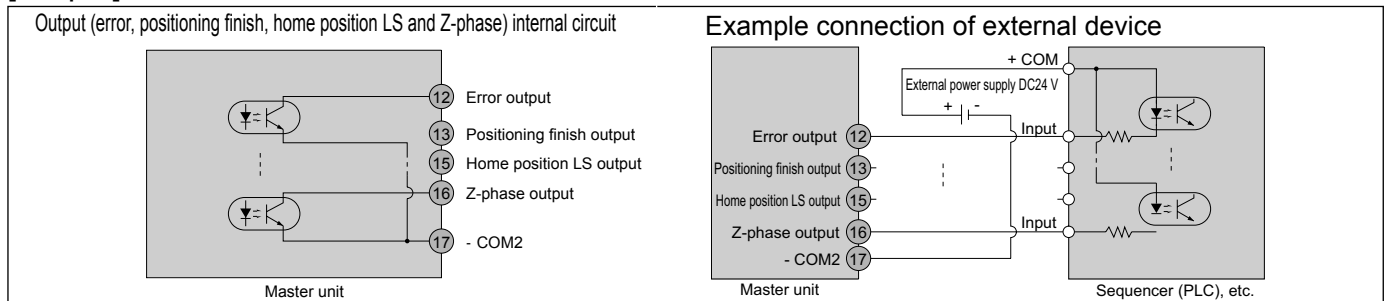 Output (error, positioning finish, home position LS and Z-phase) internal circuit
12 Error output
13 Positioning finish output
15 Home position LS output
16 Z-phase output
17 - COM2
Master unit
Example connection of external device
+ COM
External power supply DC24 V
+ -
Error output 12 Input
Positioning finish output 13
Home position LS output 15
Z-phase output 16 Input
- COM2 17
Master unit
Sequencer (PLC), etc.